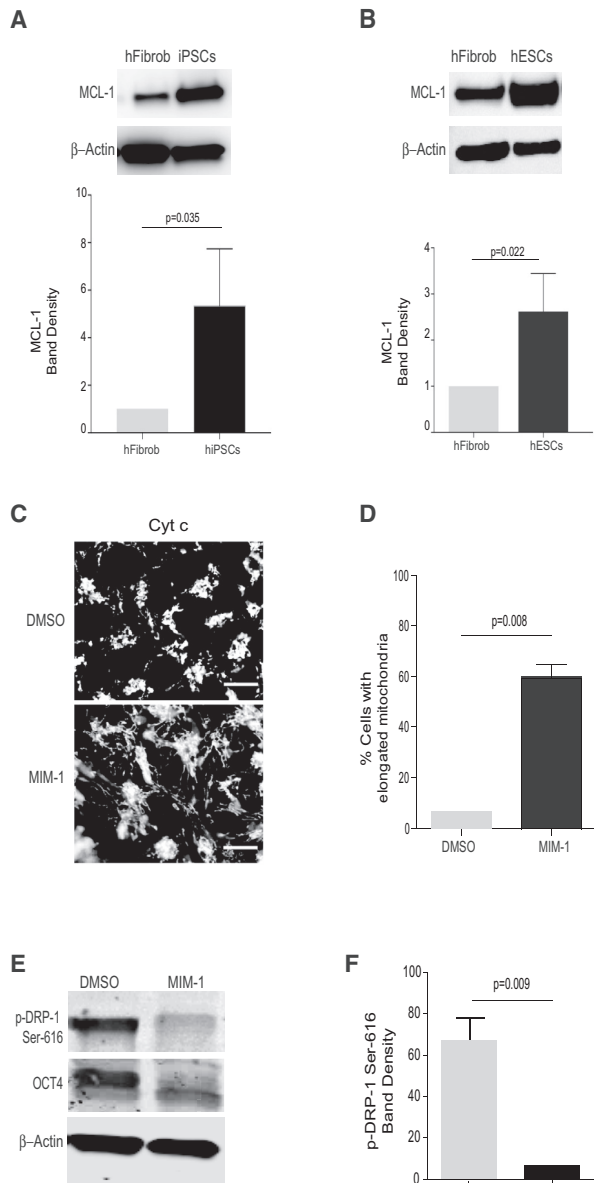 A
hFibrob iPSCs
MCL-1
β–Actin
10
8
6
4
2
0
p=0.035
MCL-1
Band Density
hFibrob
hiPSCs
B
hFibrob hESCs
MCL-1
β–Actin
4
3
2
1
0
p=0.022
MCL-1
Band Density
hFibrob
hESCs
C
Cyt c
DMSO
MIM-1
D
100
80
60
40
20
0
p=0.008
% Cells with
elongated mitochondria
DMSO
MIM-1
E
DMSO MIM-1
p-DRP-1
Ser-616
OCT4
β–Actin
F
100
80
60
40
20
0
p=0.009
p-DRP-1 Ser-616
Band Density